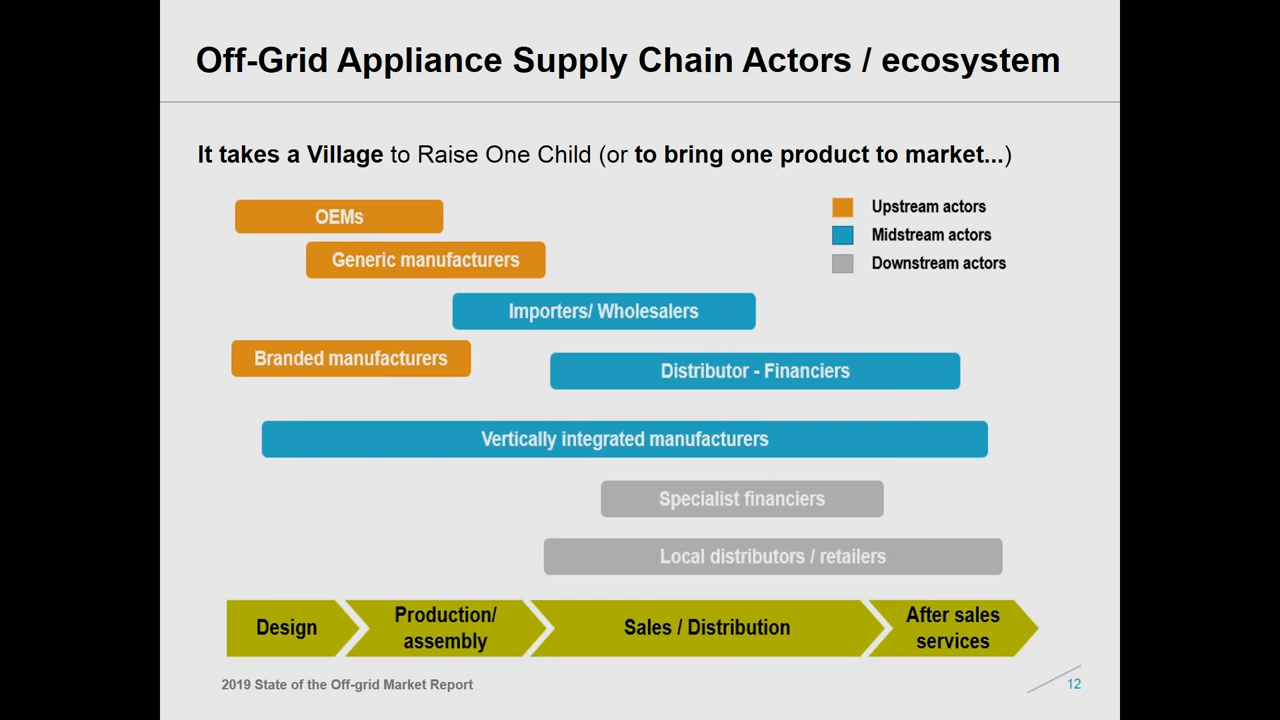 Off-Grid Appliance Supply Chain Actors / ecosystem
It takes a Village to Raise One Child (or to bring one product to market...)
OEMs
Generic manufacturers
Importers/ Wholesalers
Branded manufacturers
Distributor - Financiers
Vertically integrated manufacturers
Specialist financiers
Local distributors / retailers
Upstream actors
Midstream actors
Downstream actors
Design
Production/
assembly
Sales / Distribution
After sales
services
2019 State of the Off-grid Market Report
12